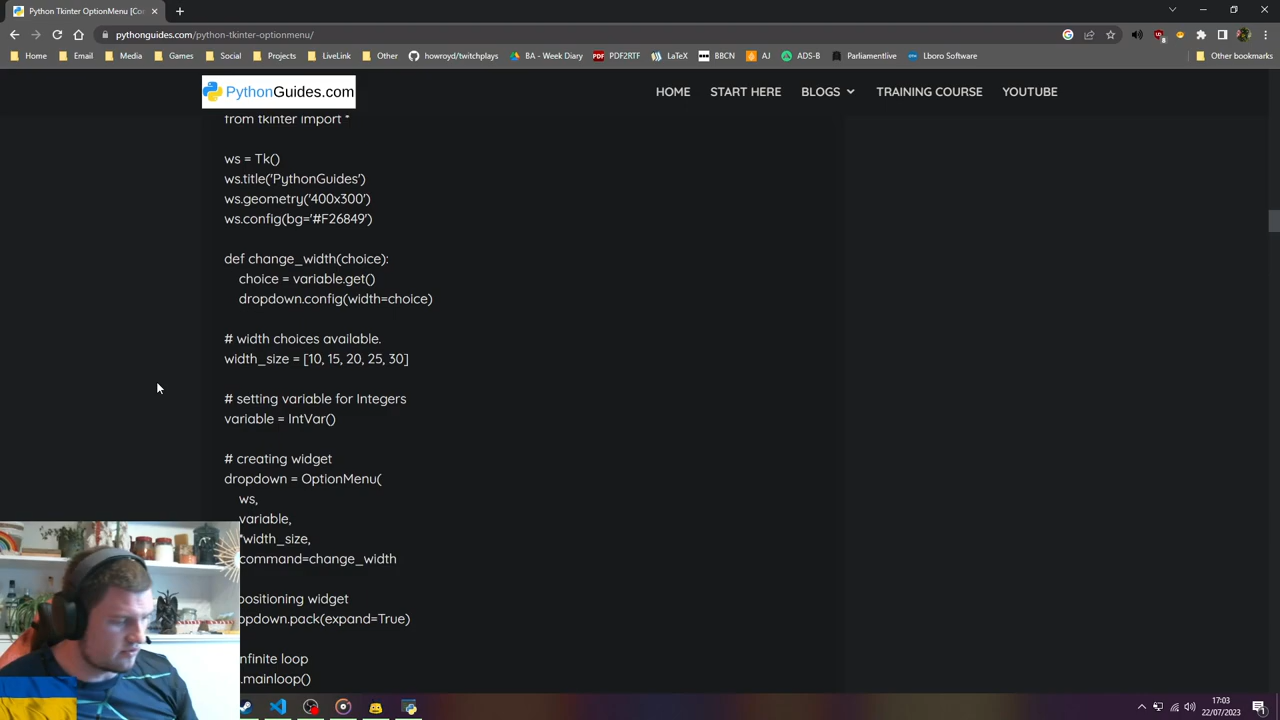 Python Tkinter OptionMenu [Co
pythonguides.com/python-tkinter-optionmenu/
Home Email Media Games Social Projects LiveLink Other howroyd/twitchplays BA - Week Diary PDF PDF2RTF LaTeX BBCN AJ ADS-B Parliamentlive Lboro Software Other bookmarks
PythonGuides.com HOME START HERE BLOGS TRAINING COURSE YOUTUBE
from tkinter import *
ws = Tk()
ws.title('PythonGuides')
ws.geometry('400x300')
ws.config(bg='#F26849')
def change_width(choice):
choice = variable.get()
dropdown.config(width=choice)
# width choices available.
width_size = [10, 15, 20, 25, 30]
# setting variable for Integers
variable = IntVar()
# creating widget
dropdown = OptionMenu(
ws,
variable,
*width_size,
command=change_width
positioning widget
opdown.pack(expand=True)
nfinite loop
.mainloop()
17:03
22/07/2023